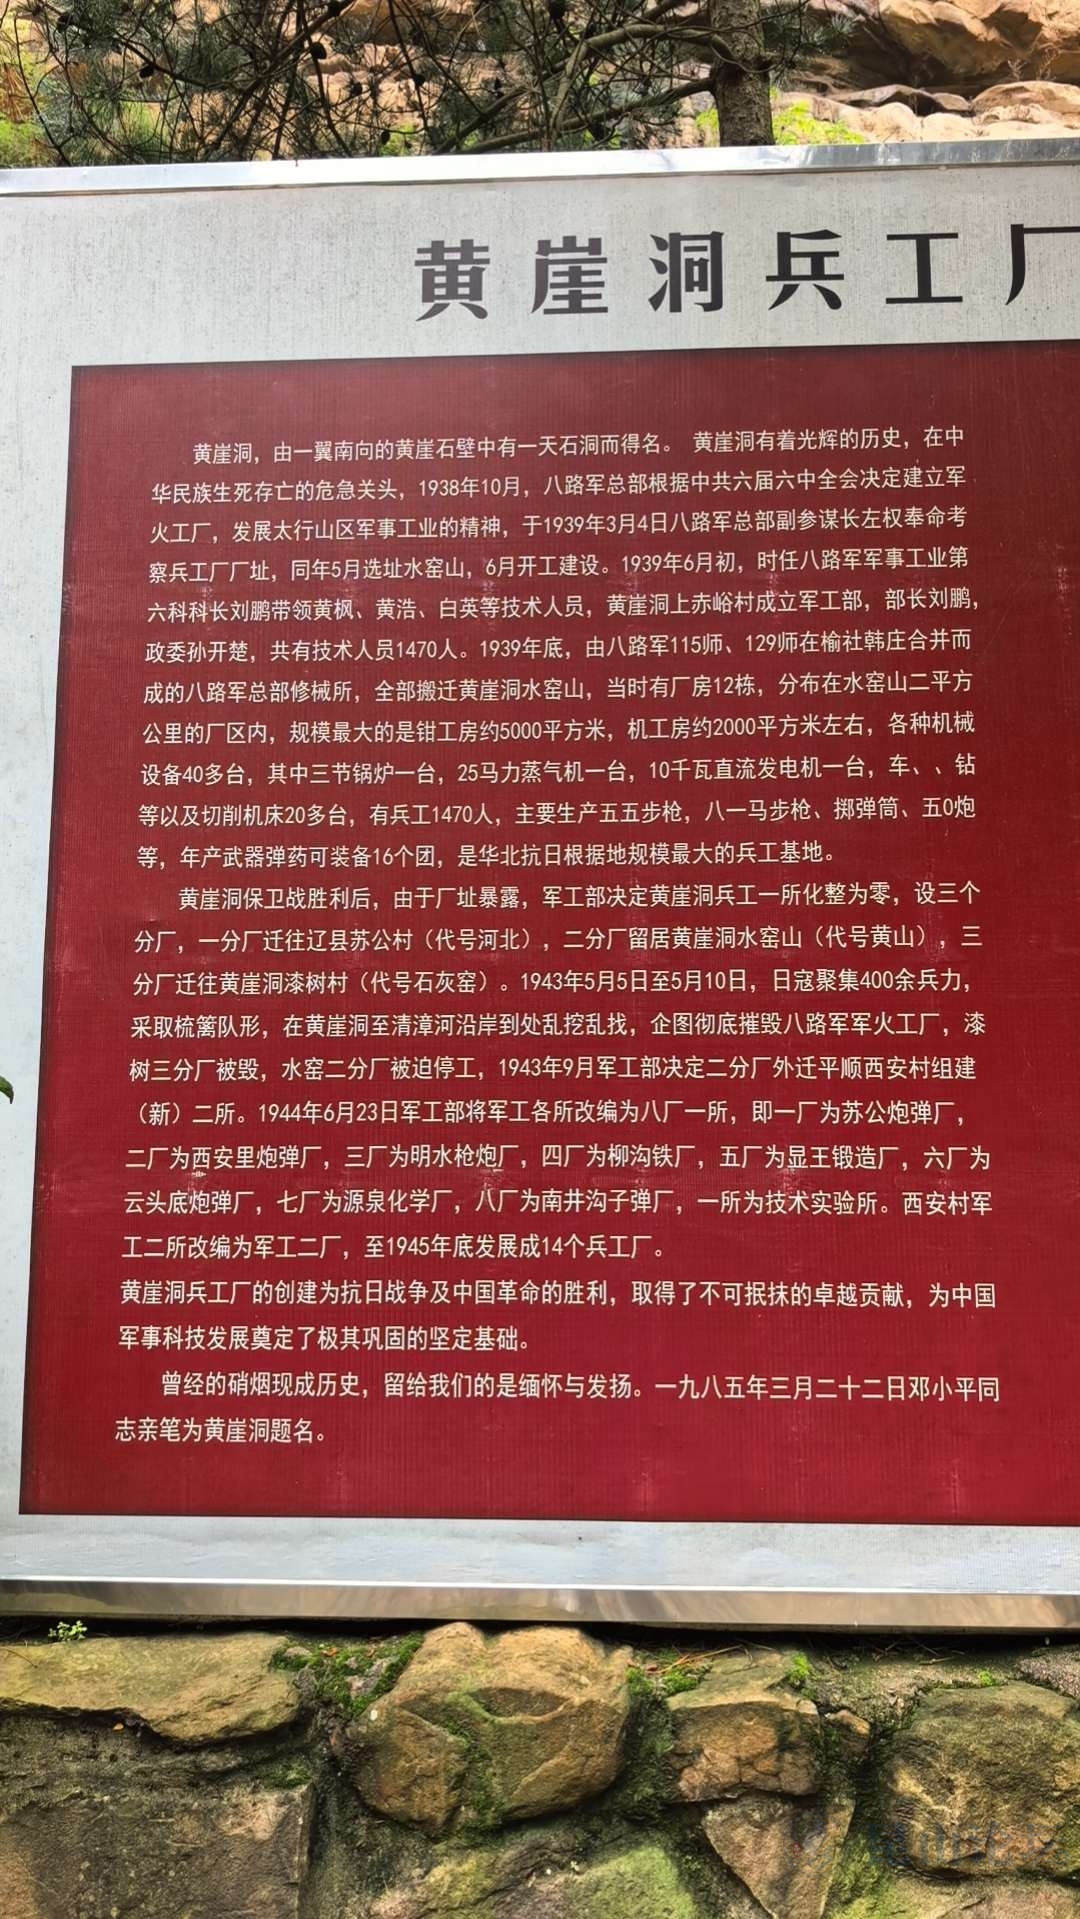 黄崖洞兵工厂
黄崖洞，由一翼南向的黄崖石壁中有一天石洞而得名。 黄崖洞有着光辉的历史，在中
华民族生死存亡的危急关头，1938年10月，八路军总部根据中共六届六中全会决定建立军
火工厂，发展太行山区军事工业的精神，于1939年3月4日八路军总部副参谋长左权奉命考
察兵工厂厂址，同年5月选址水窑山，6月开工建设。1939年6月初，时任八路军军事工业第
六科科长刘鹏带领黄枫、黄浩、白英等技术人员，黄崖洞上赤峪村成立军工部，部长刘鹏，
政委孙开楚，共有技术人员1470人。1939年底，由八路军115师、129师在榆社韩庄合并而
成的八路军总部修械所，全部搬迁黄崖洞水窑山，当时有厂房12栋，分布在水窑山二平方
公里的厂区内，规模最大的是钳工房约5000平方米，机工房约2000平方米左右，各种机械
设备40多台，其中三节锅炉一台，25马力蒸气机一台，10千瓦直流发电机一台，车、、钻
等以及切削机床20多台，有兵工1470人，主要生产五五步枪，八一马步枪、掷弹筒、五0炮
等，年产武器弹药可装备16个团，是华北抗日根据地规模最大的兵工基地。
黄崖洞保卫战胜利后，由于厂址暴露，军工部决定黄崖洞兵工一所化整为零，设三个
分厂，一分厂迁往辽县苏公村（代号河北），二分厂留居黄崖洞水窑山（代号黄山），三
分厂迁往黄崖洞漆树村（代号石灰窑）。1943年5月5日至5月10日，日寇聚集400余兵力，
采取梳篱队形，在黄崖洞至清漳河沿岸到处乱挖乱找，企图彻底摧毁八路军军火工厂，漆
树三分厂被毁，水窑二分厂被迫停工，1943年9月军工部决定二分厂外迁平顺西安村组建
（新）二所。1944年6月23日军工部将军工各所改编为八厂一所，即一厂为苏公炮弹厂，
二厂为西安里炮弹厂，三厂为明水枪炮厂，四厂为柳沟铁厂，五厂为显王锻造厂，六厂为
云头底炮弹厂，七厂为源泉化学厂，八厂为南井沟子弹厂，一所为技术实验所。西安村军
工二所改编为军工二厂，至1945年底发展成14个兵工厂。
黄崖洞兵工厂的创建为抗日战争及中国革命的胜利，取得了不可抿抹的卓越贡献，为中国
军事科技发展奠定了极其巩固的坚定基础。
曾经的硝烟现成历史，留给我们的是缅怀与发扬。一九八五年三月二十二日邓小平同
志亲笔为黄崖洞题名。